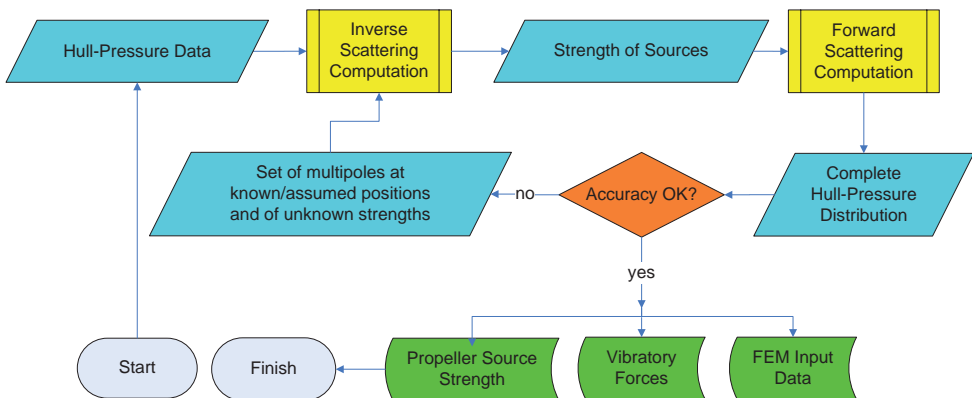 Hull-Pressure Data
Inverse
Scattering
Computation
Strength of Sources
Forward
Scattering
Computation
Set of multipoles at
known/assumed positions
and of unknown strengths
no
Accuracy OK?
Complete
Hull-Pressure
Distribution
yes
Start
Finish
Propeller Source
Strength
Vibratory
Forces
FEM Input
Data